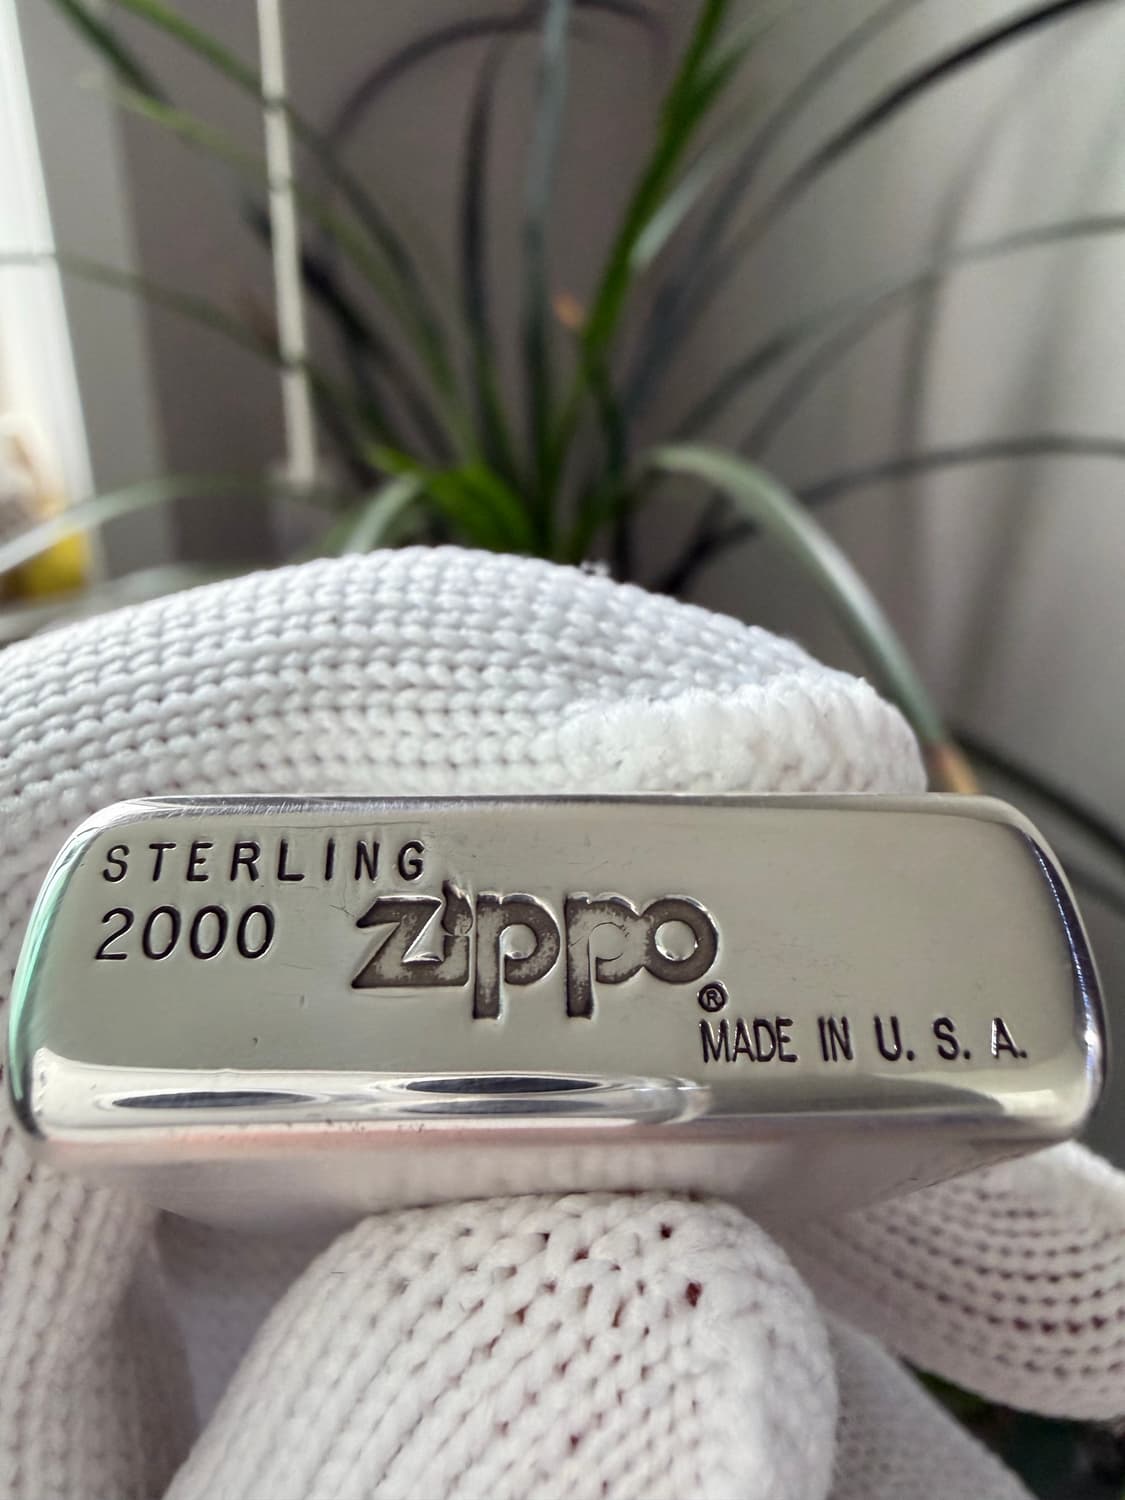 STERLING
2000
zippo
®
MADE IN U. S. A.